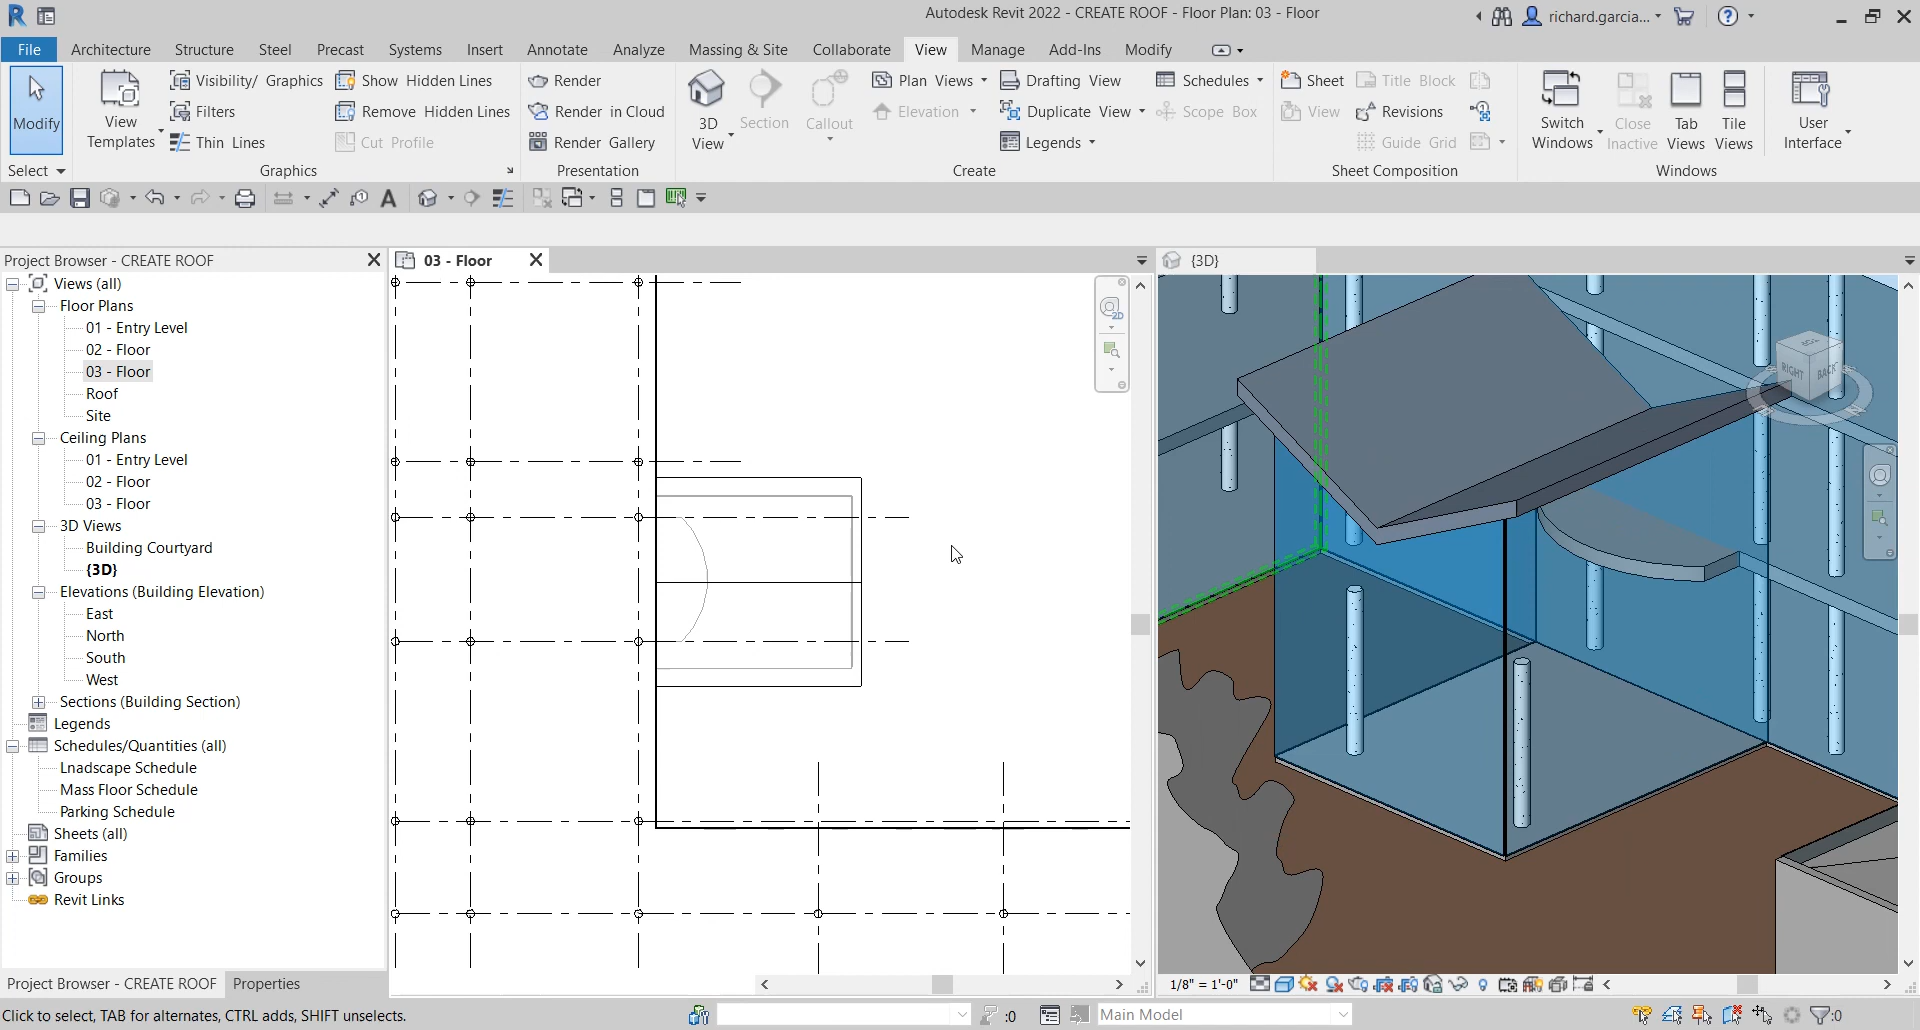 Autodesk Revit 2022 - CREATE ROOF - Floor Plan: 03 - Floor
richard.garcia...
File Architecture Structure Steel Precast Systems Insert Annotate Analyze Massing & Site Collaborate View Manage Add-Ins Modify
Modify
View
Templates
Visibility/ Graphics
Filters
Thin Lines
Show Hidden Lines
Remove Hidden Lines
Cut Profile
Render
Render in Cloud
Render Gallery
3D
View
Section
Callout
Plan Views
Elevation
Drafting View
Duplicate View
Legends
Schedules
Scope Box
Sheet
View
Title Block
Revisions
Guide Grid
Switch
Windows
Close
Inactive
Tab
Views
Tile
Views
User
Interface
Select Graphics Presentation Create Sheet Composition Windows
A
Project Browser - CREATE ROOF
Views (all)
Floor Plans
01 - Entry Level
02 - Floor
03 - Floor
Roof
Site
Ceiling Plans
01 - Entry Level
02 - Floor
03 - Floor
3D Views
Building Courtyard
{3D}
Elevations (Building Elevation)
East
North
South
West
Sections (Building Section)
Legends
Schedules/Quantities (all)
Lnadscape Schedule
Mass Floor Schedule
Parking Schedule
Sheets (all)
Families
Groups
Revit Links
Project Browser - CREATE ROOF Properties
03 - Floor
2D
{3D}
TOP
RIGHT
BACK
1/8" = 1'-0"
Click to select, TAB for alternates, CTRL adds, SHIFT unselects.
:0
Main Model
:0